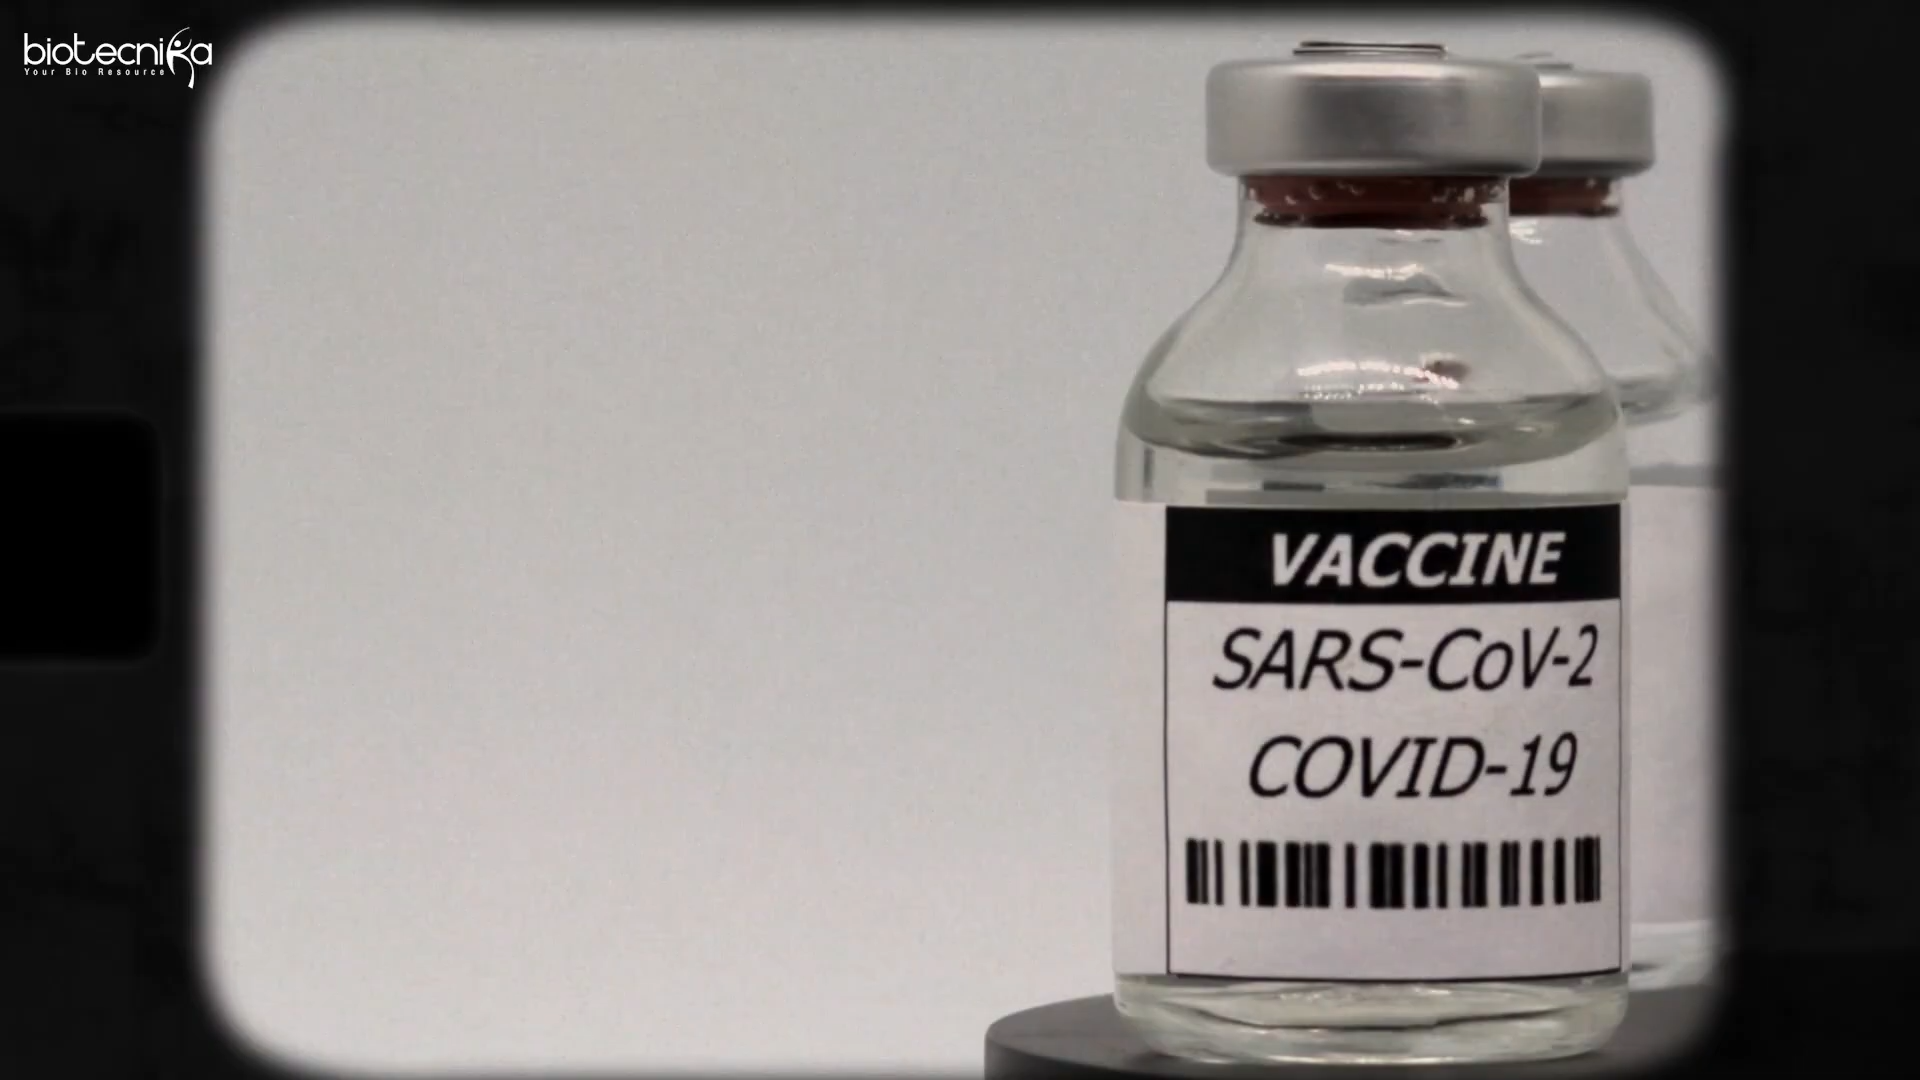 biotecnika
Your Bio Resource
VACCINE
SARS-CoV-2
COVID-19